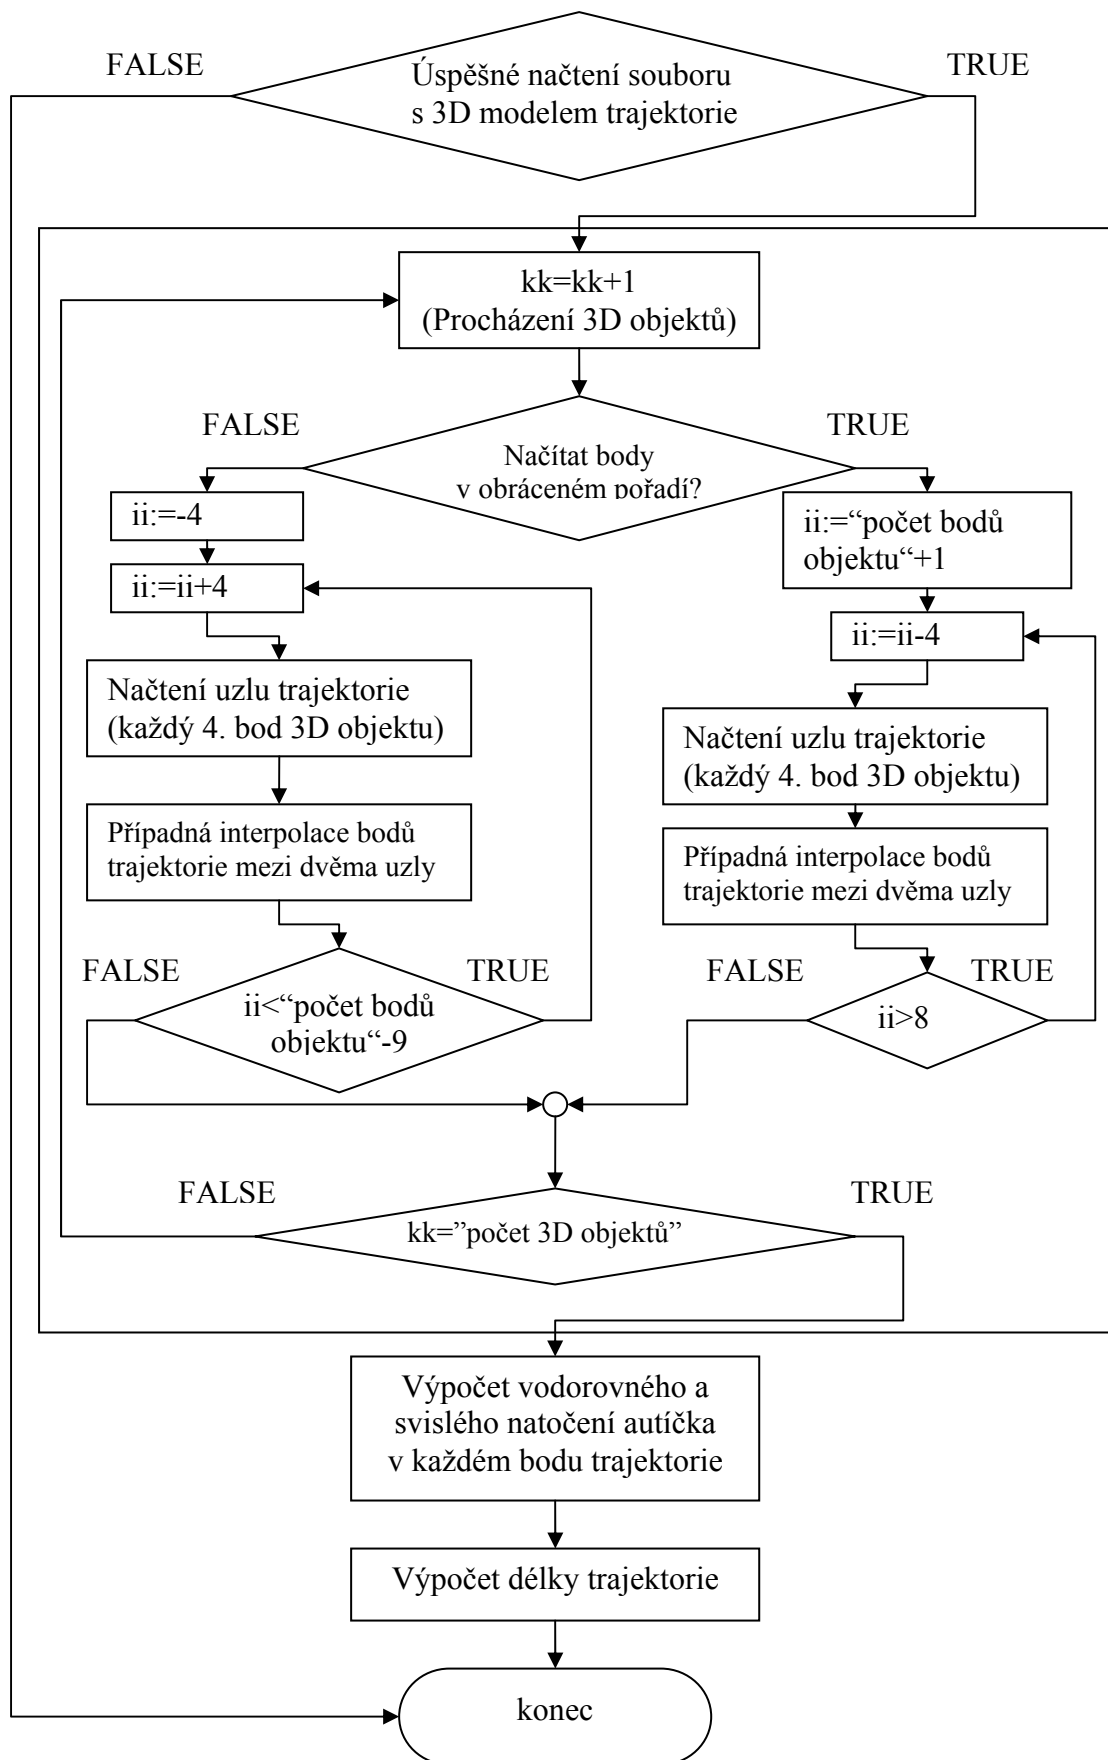 FALSE
TRUE
Úspěšné načtení souboru
s 3D modelem trajektorie
kk=kk+1
(Procházení 3D objektů)
FALSE
TRUE
Načítat body
v obráceném pořadí?
ii:=-4
ii:=“počet bodů
objektu“+1
ii:=ii+4
ii:=ii-4
Načtení uzlu trajektorie
(každý 4. bod 3D objektu)
Načtení uzlu trajektorie
(každý 4. bod 3D objektu)
Případná interpolace bodů
trajektorie mezi dvěma uzly
Případná interpolace bodů
trajektorie mezi dvěma uzly
FALSE
TRUE
FALSE
TRUE
ii<“počet bodů
objektu“-9
ii>8
FALSE
TRUE
kk=”počet 3D objektů”
Výpočet vodorovného a
svislého natočení autíčka
v každém bodu trajektorie
Výpočet délky trajektorie
konec